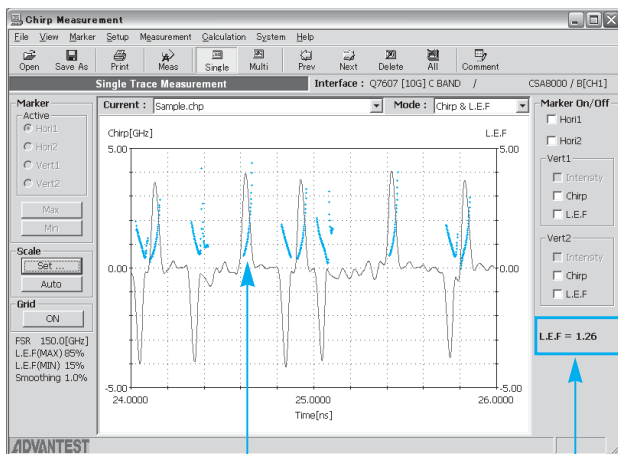 Chirp Measurement
File View Marker Setup Measurement Calculation System Help
Open Save As Print Meas Single Multi Prev Next Delete All Comment
Single Trace Measurement Interface : Q7607 [10G] C BAND / CSA8000 / B[CH1]
Marker
Active
Hori1
Hori2
Vert1
Vert2
Max
Min
Scale
Set ...
Auto
Grid
ON
FSR 150.0[GHz]
L.E.F(MAX) 85%
L.E.F(MIN) 15%
Smoothing 1.0%
ADVANTEST
Current : Sample.chp Mode : Chirp & L.E.F
Chirp[GHz] L.E.F
5.00 5.00
0.00 0.00
-5.00 -5.00
24.0000 25.0000 26.0000
Time[ns]
Marker On/Off
Hori1
Hori2
Vert1
Intensity
Chirp
L.E.F
Vert2
Intensity
Chirp
L.E.F
L.E.F = 1.26